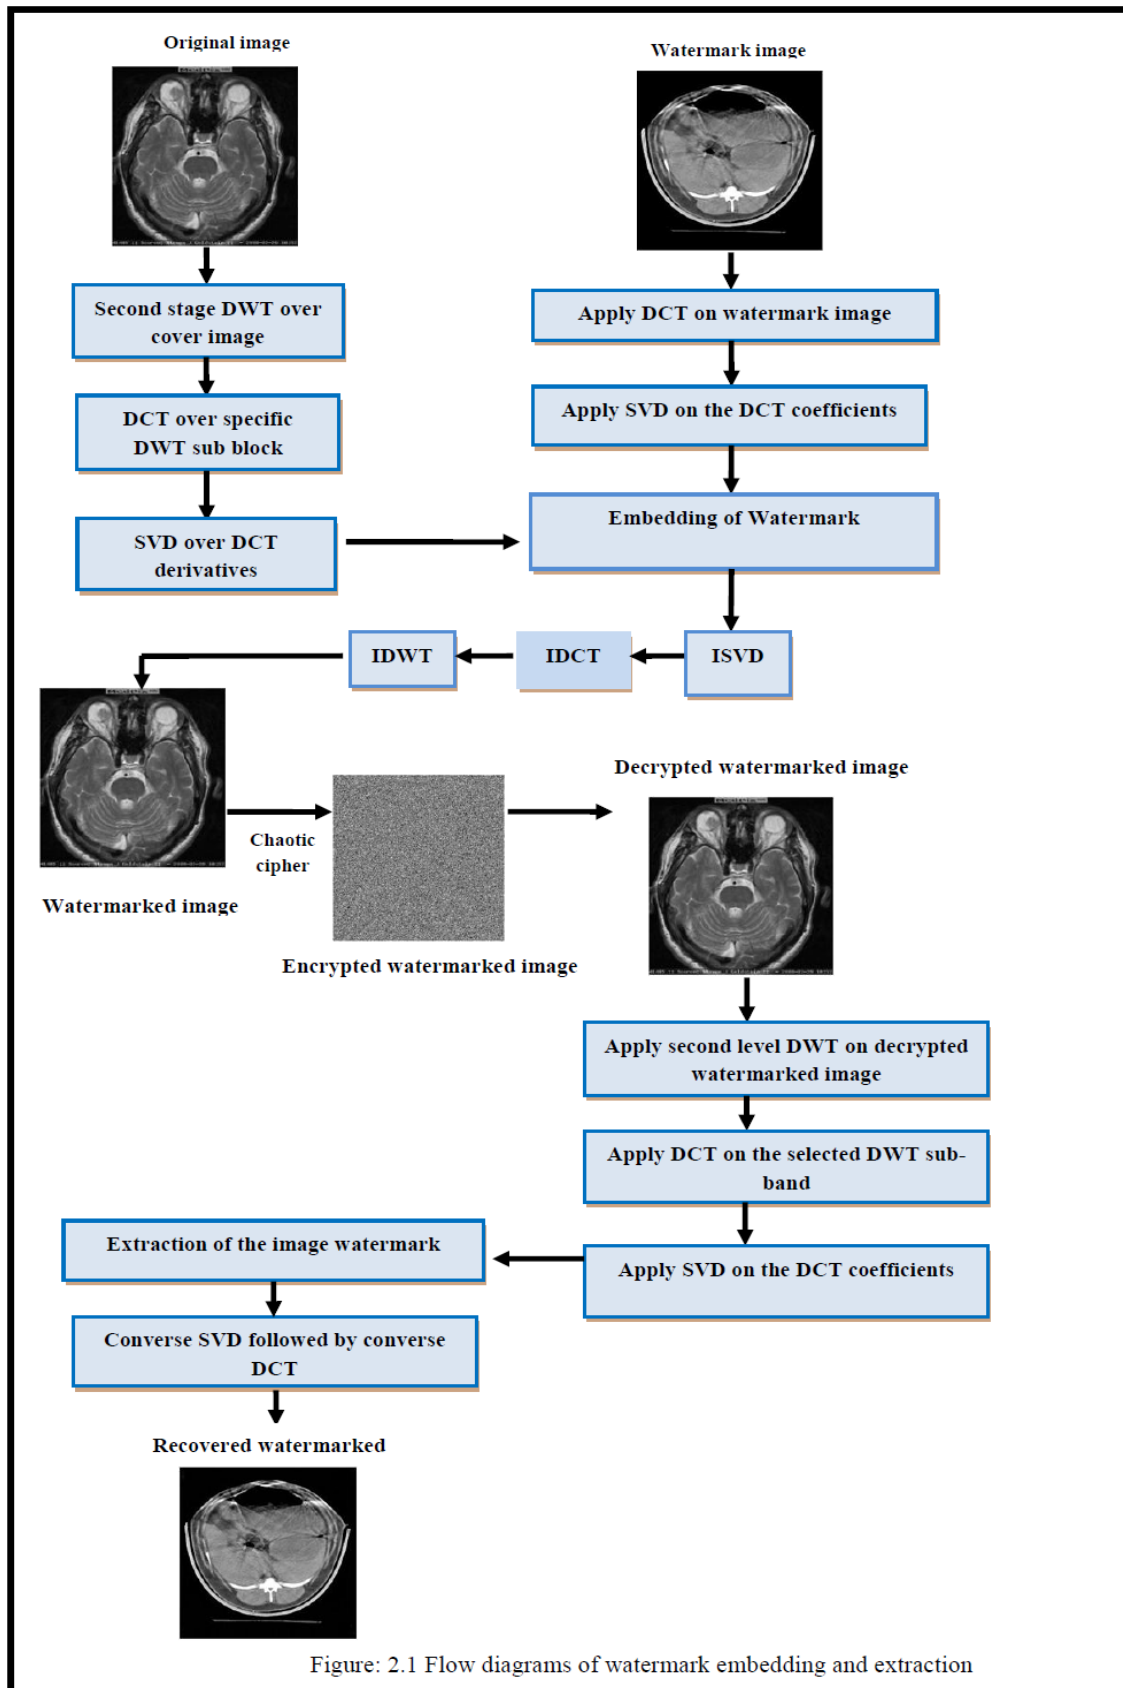 Original image
Watermark image
Second stage DWT over
cover image
Apply DCT on watermark image
DCT over specific
DWT sub block
Apply SVD on the DCT coefficients
SVD over DCT
derivatives
Embedding of Watermark
IDWT
IDCT
ISVD
Decrypted watermarked image
Chaotic
cipher
Watermarked image
Encrypted watermarked image
Apply second level DWT on decrypted
watermarked image
Apply DCT on the selected DWT sub-
band
Extraction of the image watermark
Apply SVD on the DCT coefficients
Converse SVD followed by converse
DCT
Recovered watermarked
Figure: 2.1 Flow diagrams of watermark embedding and extraction